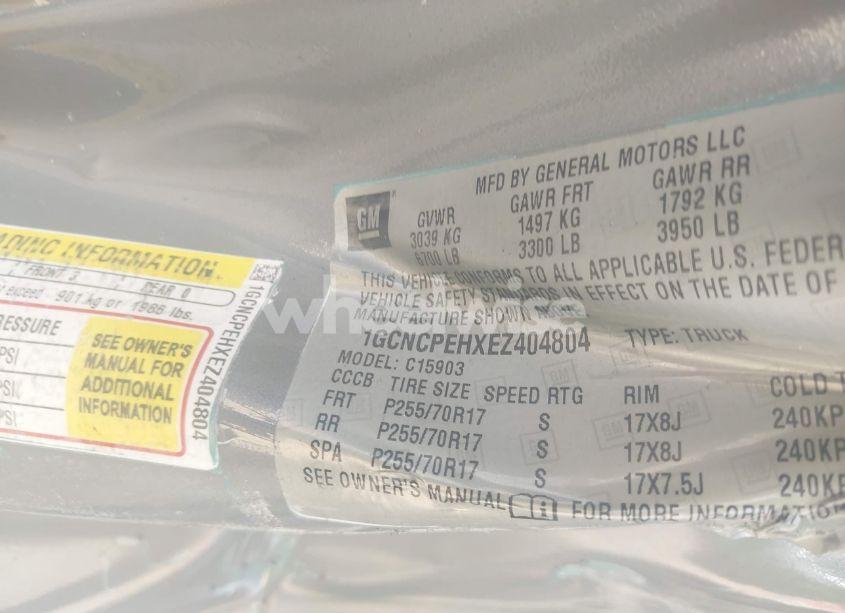 ADING INFORMATION
FRONT 3 REAR 0
exceed 901 kg or 1986 lbs.
RESSURE
PSI
PSI
PSI
SEE OWNER'S
MANUAL FOR
ADDITIONAL
INFORMATION
1GCNCPEHXEZ404804
GM
MFD BY GENERAL MOTORS LLC
GVWR GAWR FRT GAWR RR
3039 KG 1497 KG 1792 KG
6700 LB 3300 LB 3950 LB
THIS VEHICLE CONFORMS TO ALL APPLICABLE U.S. FEDER
VEHICLE SAFETY STANDARDS IN EFFECT ON THE DATE OF
MANUFACTURE SHOWN
1GCNCPEHXEZ404804 TYPE: TRUCK
MODEL: C15903
CCCB TIRE SIZE SPEED RTG RIM COLD T
FRT P255/70R17 S 17X8J 240KP
RR P255/70R17 S 17X8J 240KP
SPA P255/70R17 S 17X7.5J 240KP
SEE OWNER'S MANUAL FOR MORE INFORMATION